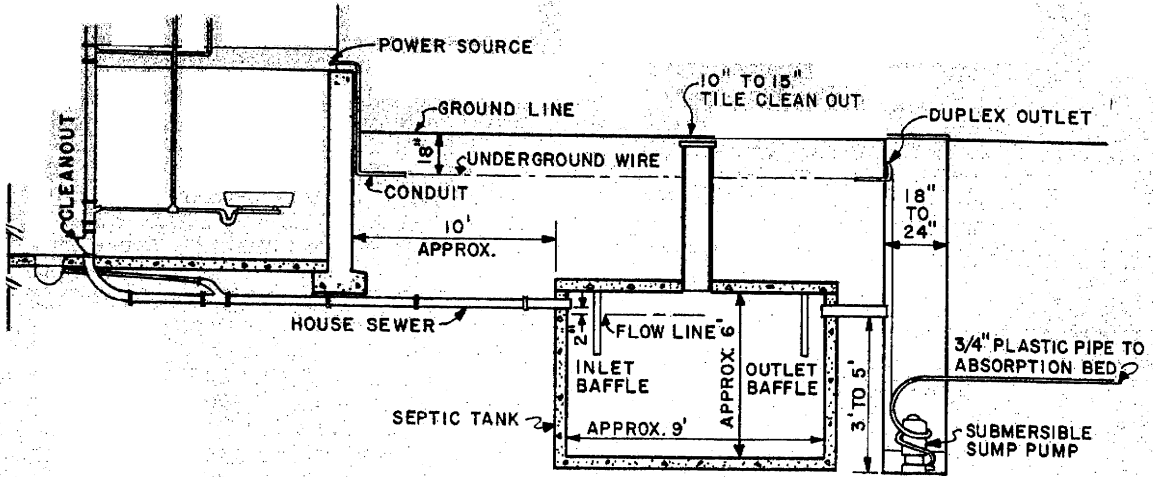 POWER SOURCE
10" TO 15"
TILE CLEAN OUT
GROUND LINE
DUPLEX OUTLET
CLEANOUT
18"
UNDERGROUND WIRE
CONDUIT
18"
TO
24"
10'
APPROX.
HOUSE SEWER
2"
FLOW LINE
INLET
BAFFLE
APPROX. 6'
OUTLET
BAFFLE
3' TO 5'
3/4" PLASTIC PIPE TO
ABSORPTION BED
SEPTIC TANK
APPROX. 9'
SUBMERSIBLE
SUMP PUMP